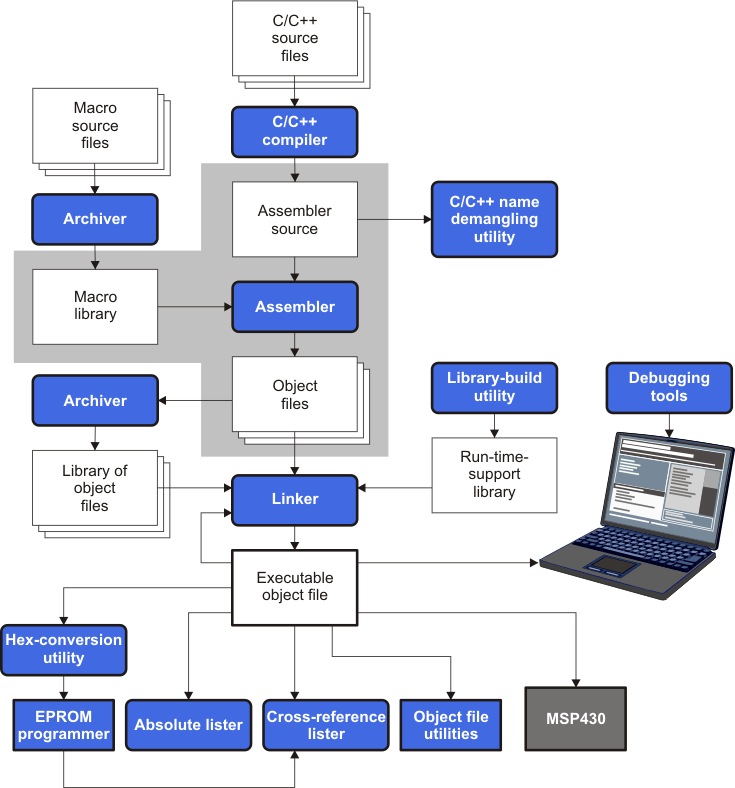 C/C++
source
files
Macro
source
files
C/C++
compiler
Archiver
Assembler
source
C/C++ name
demangling
utility
Macro
library
Assembler
Archiver
Object
files
Library-build
utility
Debugging
tools
Library of
object
files
Linker
Run-time-
support
library
Executable
object file
Hex-conversion
utility
EPROM
programmer
Absolute lister
Cross-reference
lister
Object file
utilities
MSP430